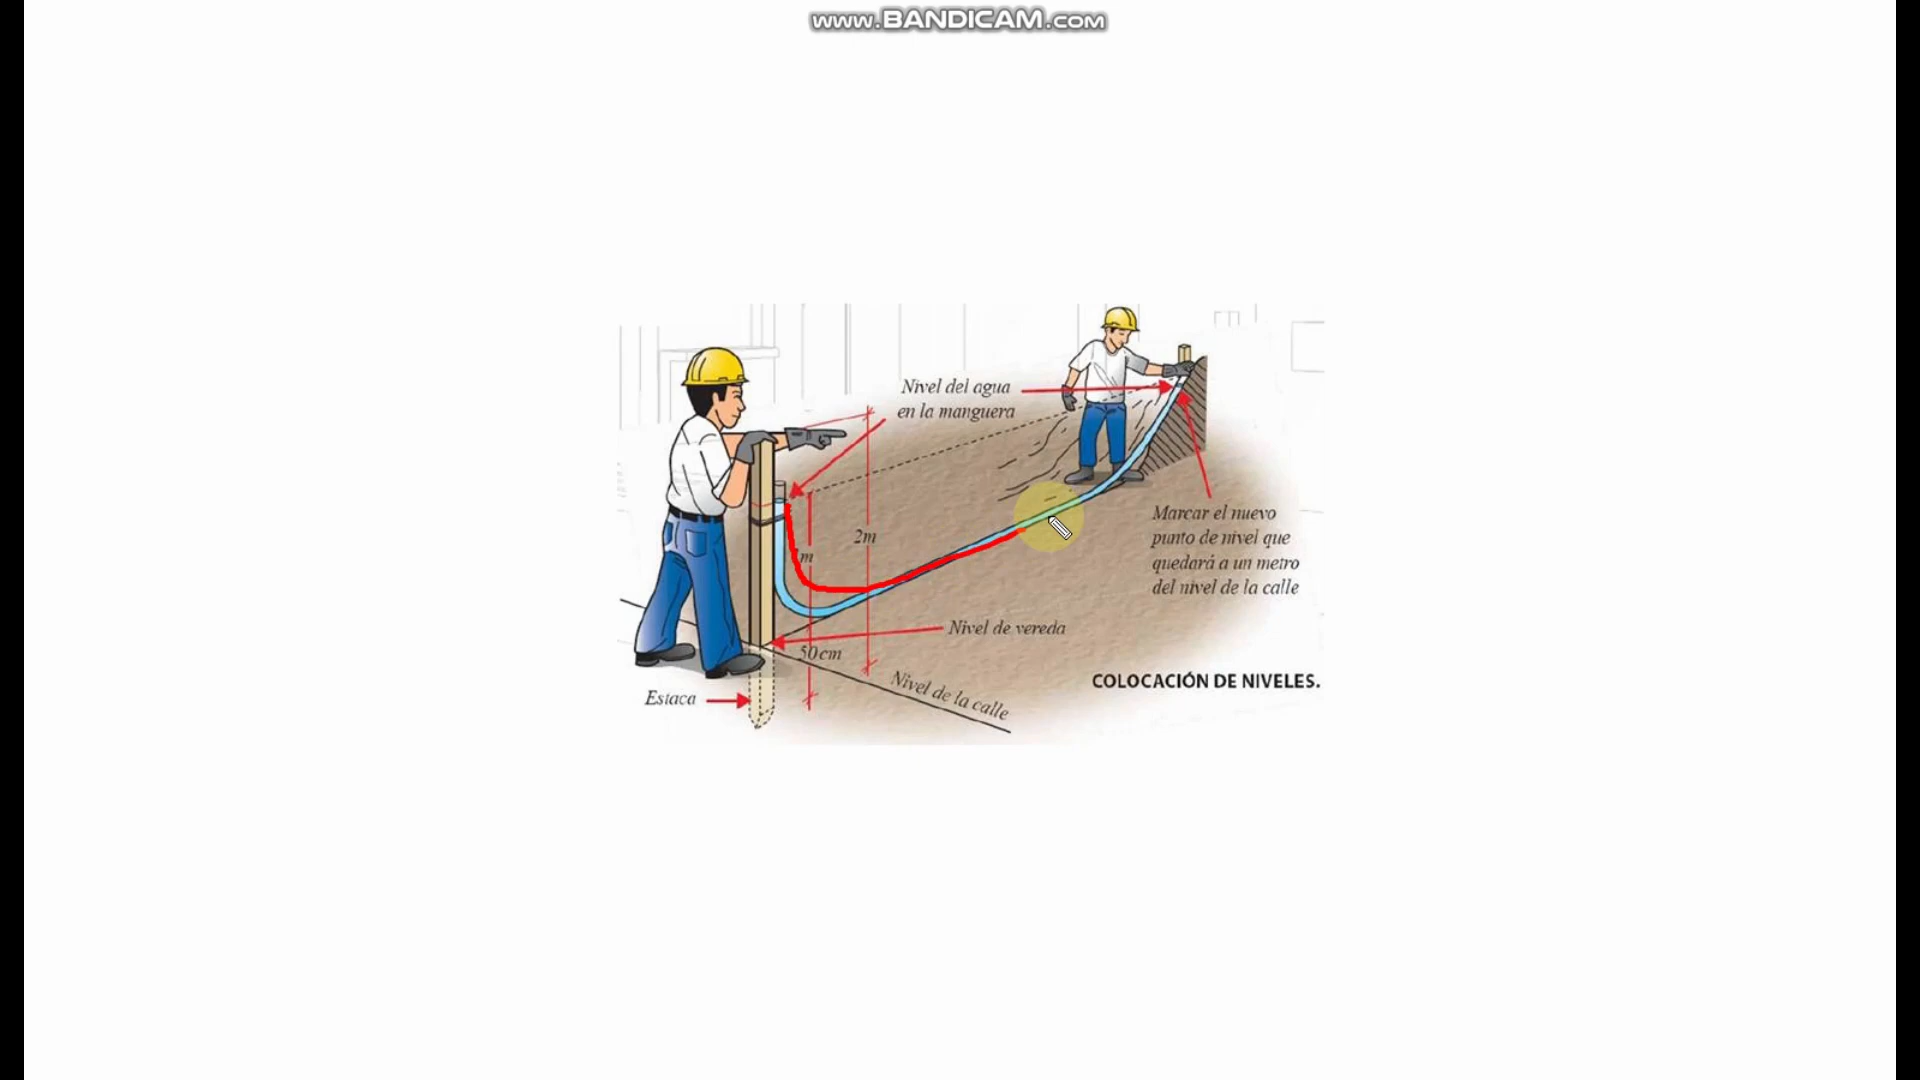 www.BANDICAM.com
Nivel del agua
en la manguera
2m
m
Marcar el nuevo
punto de nivel que
quedará a un metro
del nivel de la calle
Nivel de vereda
50cm
Nivel de la calle
COLOCACIÓN DE NIVELES.
Estaca